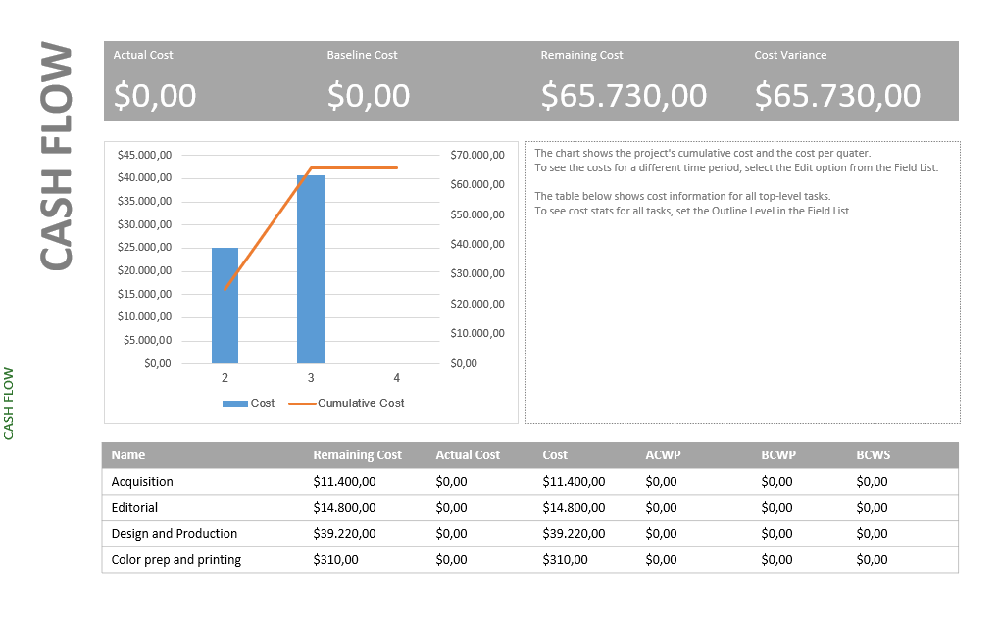 CASH FLOW
Actual Cost Baseline Cost Remaining Cost Cost Variance
$0,00 $0,00 $65.730,00 $65.730,00
$45.000,00
$40.000,00
$35.000,00
$30.000,00
$25.000,00
$20.000,00
$15.000,00
$10.000,00
$5.000,00
$0,00
$70.000,00
$60.000,00
$50.000,00
$40.000,00
$30.000,00
$20.000,00
$10.000,00
$0,00
2 3 4
Cost Cumulative Cost
The chart shows the project's cumulative cost and the cost per quater.
To see the costs for a different time period, select the Edit option from the Field List.
The table below shows cost information for all top-level tasks.
To see cost stats for all tasks, set the Outline Level in the Field List.
CASH FLOW
Name Remaining Cost Actual Cost Cost ACWP BCWP BCWS
Acquisition $11.400,00 $0,00 $11.400,00 $0,00 $0,00 $0,00
Editorial $14.800,00 $0,00 $14.800,00 $0,00 $0,00 $0,00
Design and Production $39.220,00 $0,00 $39.220,00 $0,00 $0,00 $0,00
Color prep and printing $310,00 $0,00 $310,00 $0,00 $0,00 $0,00